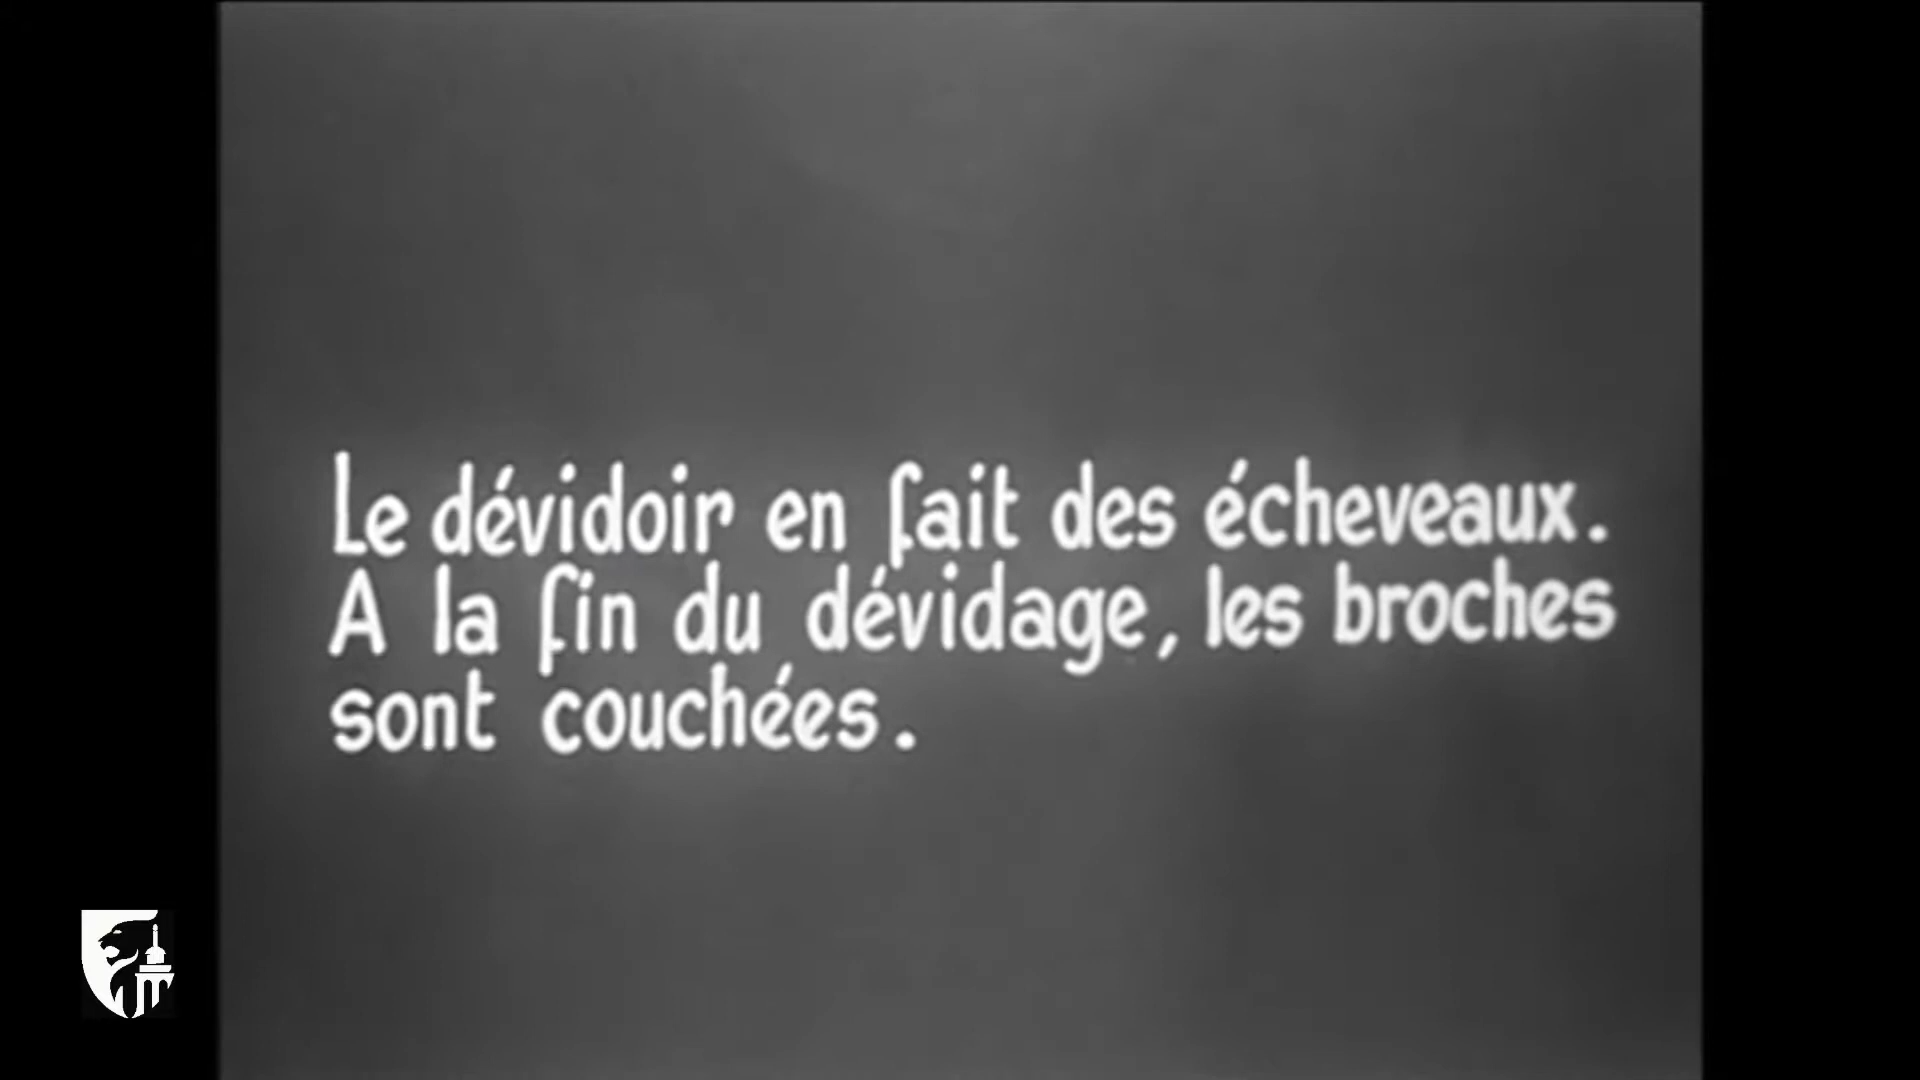 Le dévidoir en fait des écheveaux.
A la fin du dévidage, les broches
sont couchées.